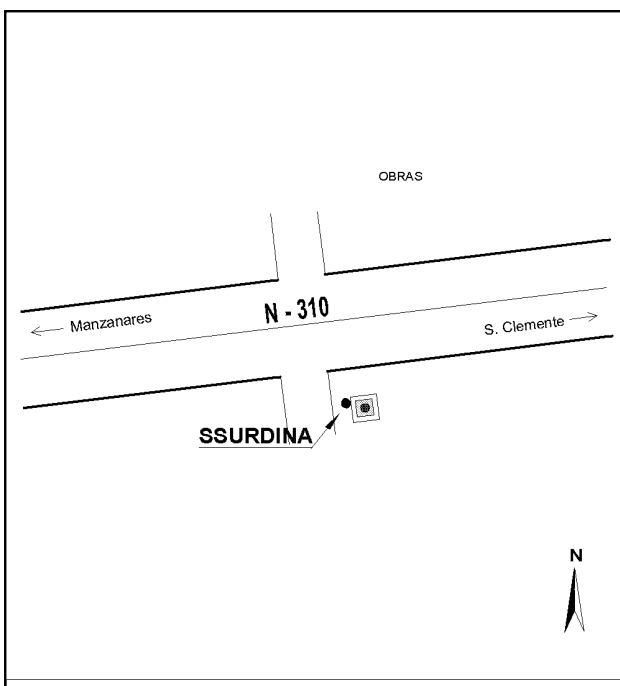 OBRAS
N - 310
Manzanares
S. Clemente
SSURDINA
N